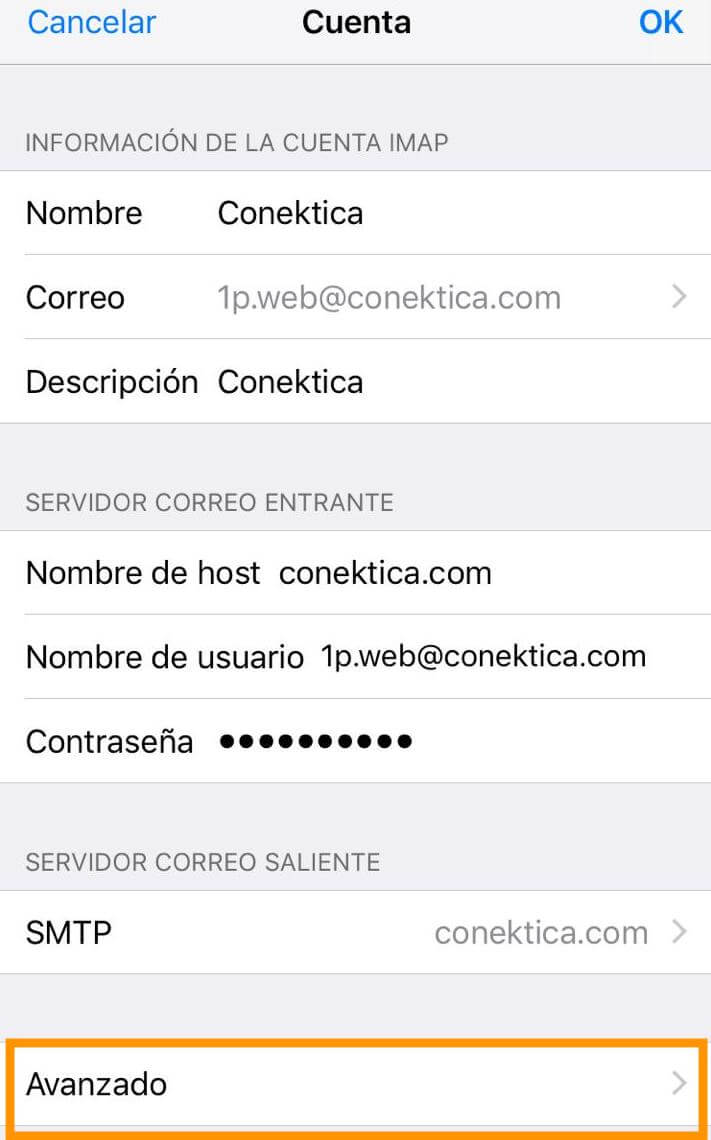 Cancelar Cuenta OK
INFORMACIÓN DE LA CUENTA IMAP
Nombre Conektica
Correo 1p.web@conektica.com
Descripción Conektica
SERVIDOR CORREO ENTRANTE
Nombre de host conektica.com
Nombre de usuario 1p.web@conektica.com
Contraseña ●●●●●●●●●●
SERVIDOR CORREO SALIENTE
SMTP conektica.com
Avanzado